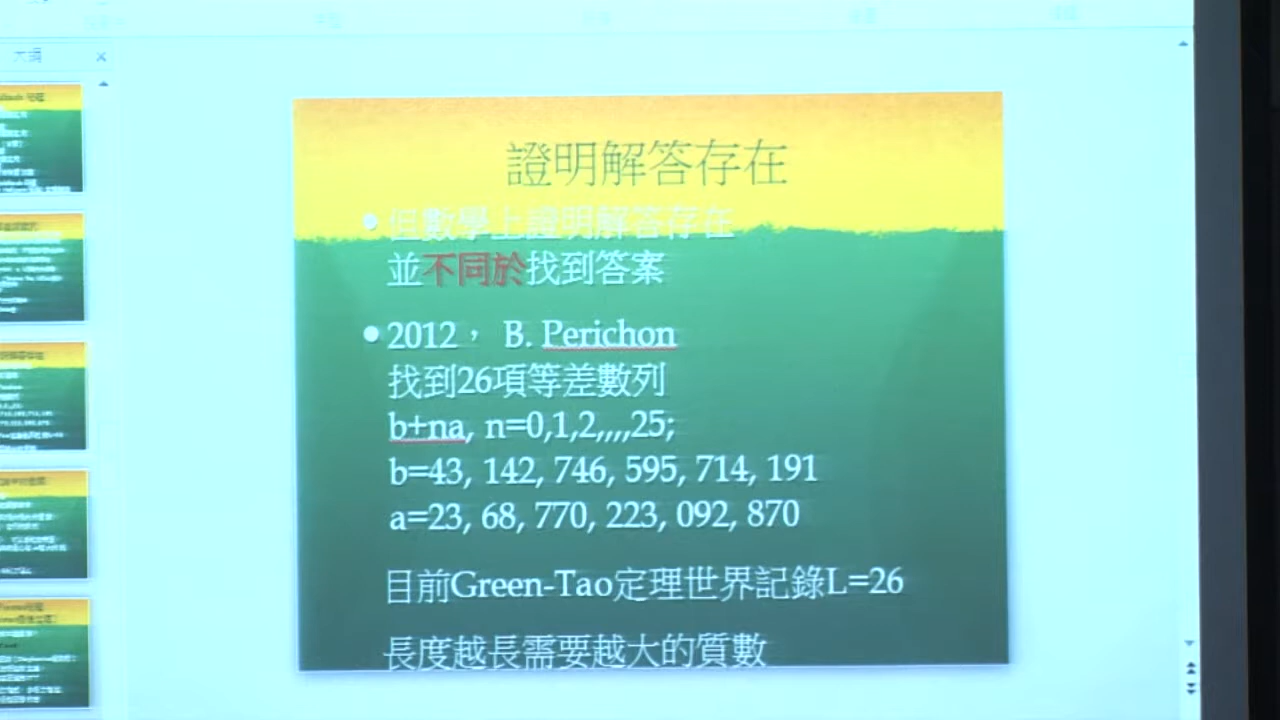 大綱
證明解答存在
•但數學上證明解答存在
並不同於找到答案
•2012, B. Perichon
找到26項等差數列
b+na, n=0,1,2,,,,25;
b=43, 142, 746, 595, 714, 191
a=23, 68, 770, 223, 092, 870
目前Green-Tao定理世界記錄L=26
長度越長需要越大的質數